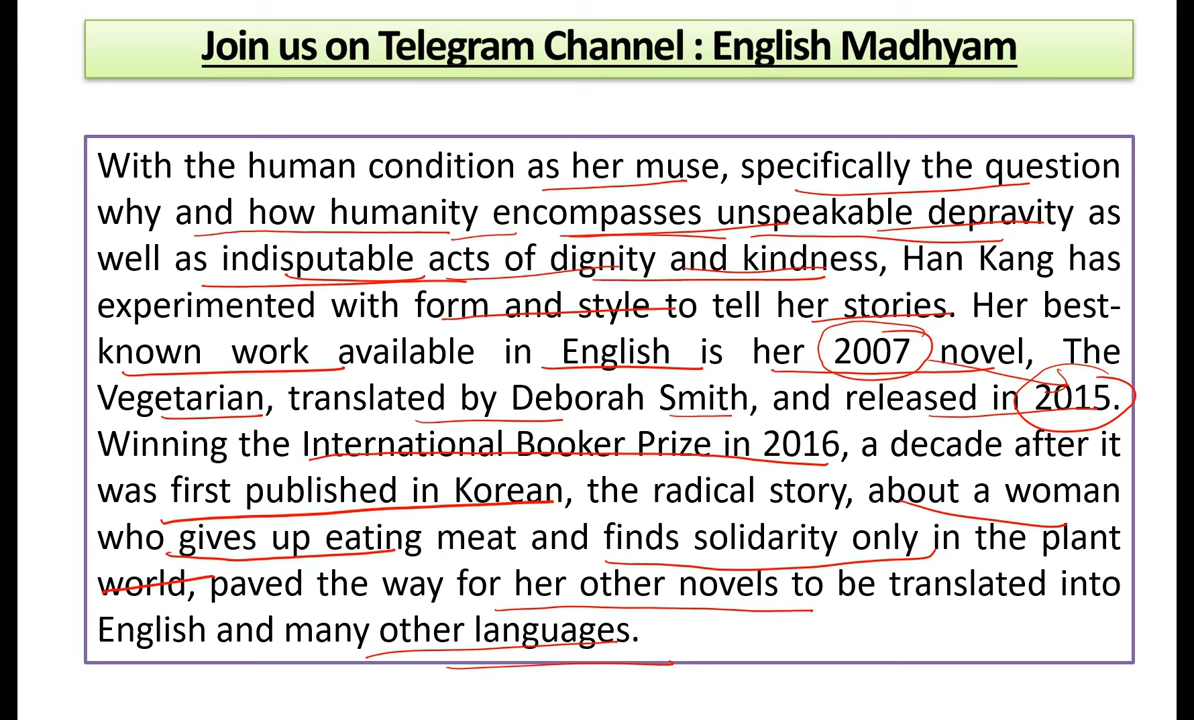 Join us on Telegram Channel : English Madhyam
With the human condition as her muse, specifically the question
why and how humanity encompasses unspeakable depravity as
well as indisputable acts of dignity and kindness, Han Kang has
experimented with form and style to tell her stories. Her best-
known work available in English is her 2007 novel, The
Vegetarian, translated by Deborah Smith, and released in 2015.
Winning the International Booker Prize in 2016, a decade after it
was first published in Korean, the radical story, about a woman
who gives up eating meat and finds solidarity only in the plant
world, paved the way for her other novels to be translated into
English and many other languages.